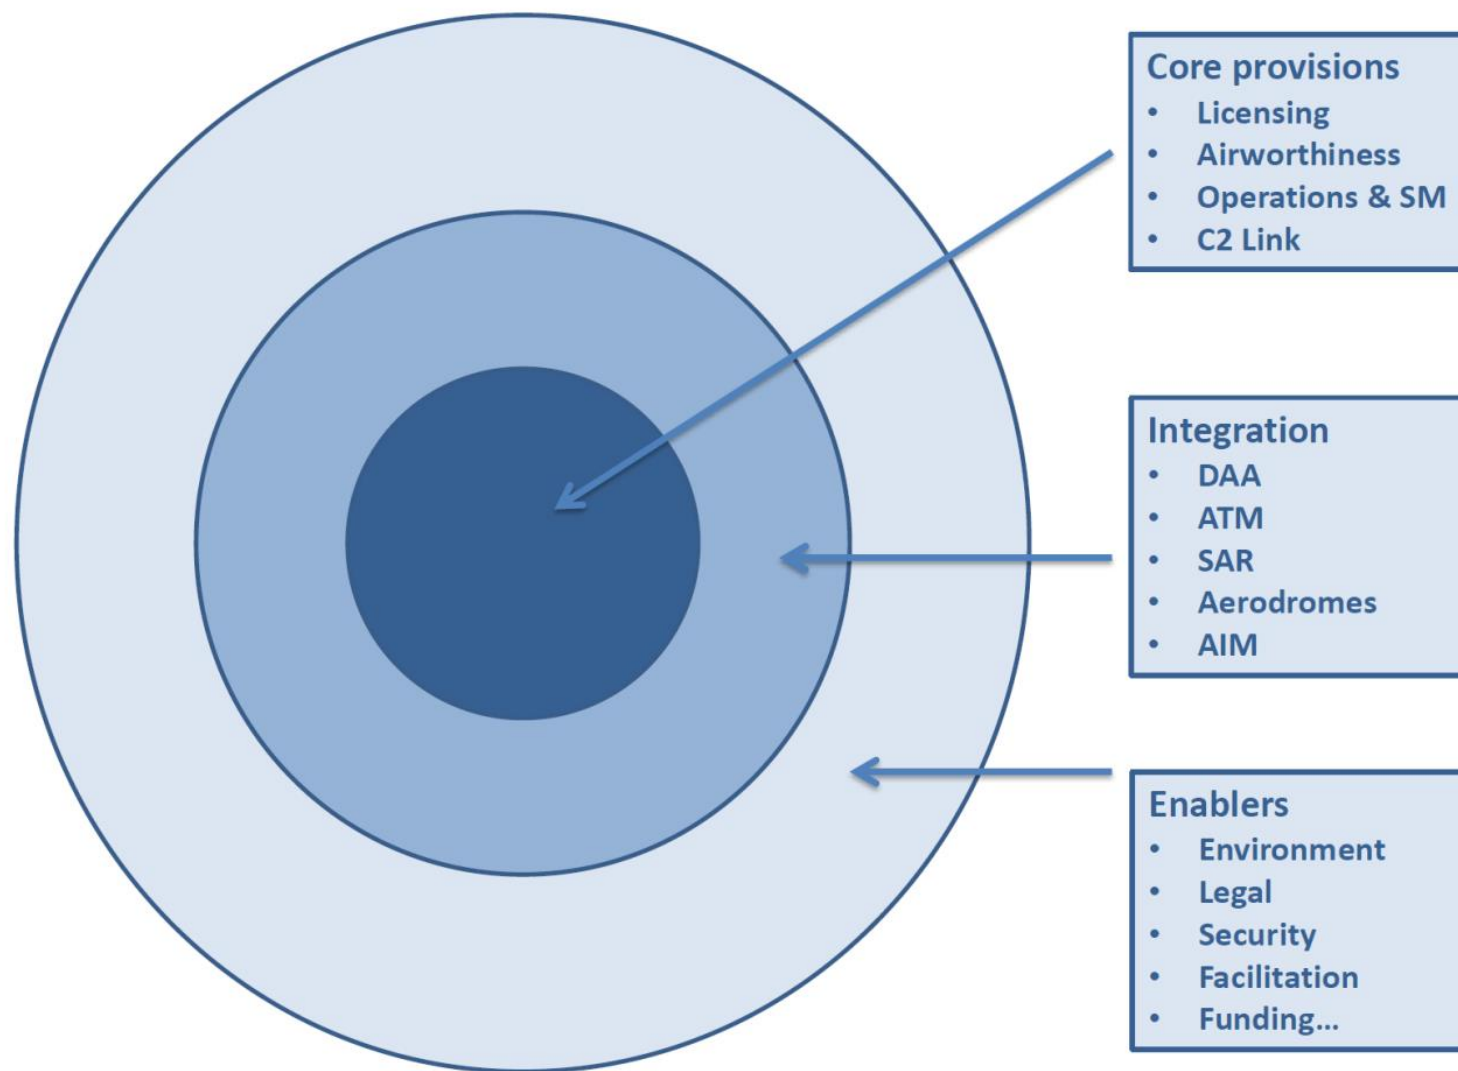 Core provisions
• Licensing
• Airworthiness
• Operations & SM
• C2 Link
Integration
• DAA
• ATM
• SAR
• Aerodromes
• AIM
Enablers
• Environment
• Legal
• Security
• Facilitation
• Funding...